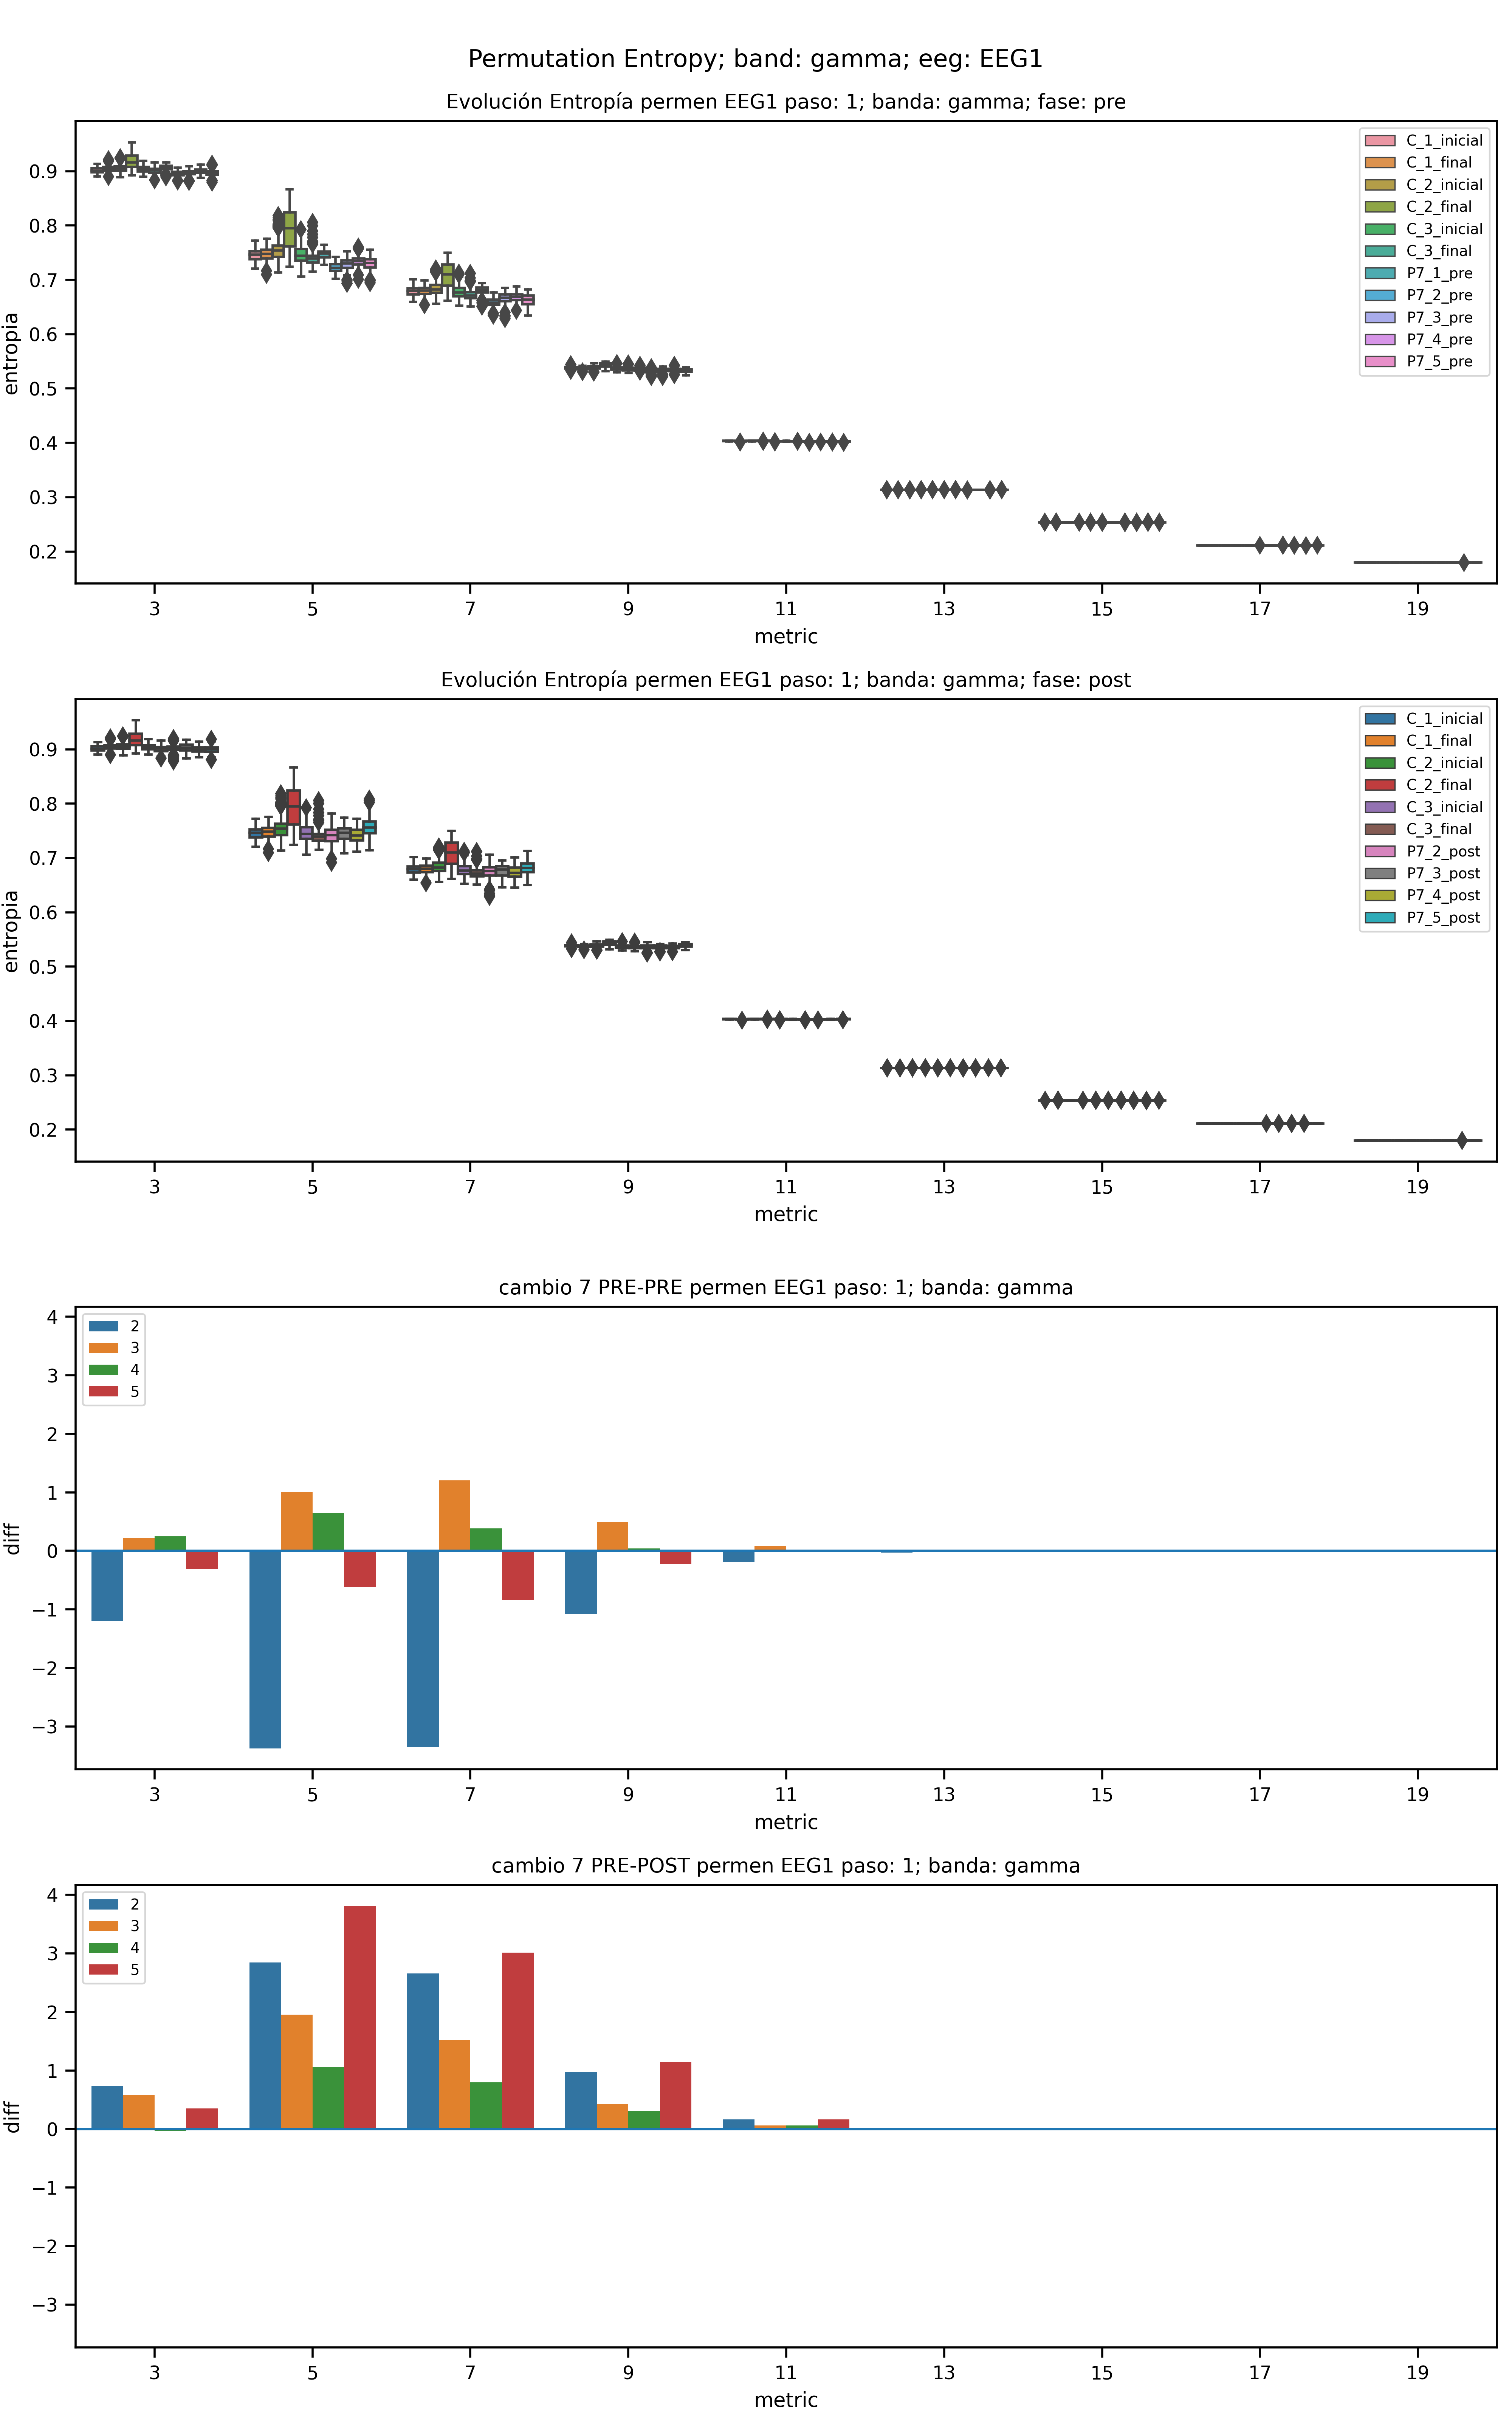 Permutation Entropy; band: gamma; eeg: EEG1
Evolución Entropía permen EEG1 paso: 1; banda: gamma; fase: pre
entropia
0.9
0.8
0.7
0.6
0.5
0.4
0.3
0.2
C_1_inicial
C_1_final
C_2_inicial
C_2_final
C_3_inicial
C_3_final
P7_1_pre
P7_2_pre
P7_3_pre
P7_4_pre
P7_5_pre
3 5 7 9 11 13 15 17 19
metric
Evolución Entropía permen EEG1 paso: 1; banda: gamma; fase: post
entropia
0.9
0.8
0.7
0.6
0.5
0.4
0.3
0.2
C_1_inicial
C_1_final
C_2_inicial
C_2_final
C_3_inicial
C_3_final
P7_2_post
P7_3_post
P7_4_post
P7_5_post
3 5 7 9 11 13 15 17 19
metric
cambio 7 PRE-PRE permen EEG1 paso: 1; banda: gamma
diff
4
3
2
1
0
−1
−2
−3
2
3
4
5
3 5 7 9 11 13 15 17 19
metric
cambio 7 PRE-POST permen EEG1 paso: 1; banda: gamma
diff
4
3
2
1
0
−1
−2
−3
2
3
4
5
3 5 7 9 11 13 15 17 19
metric